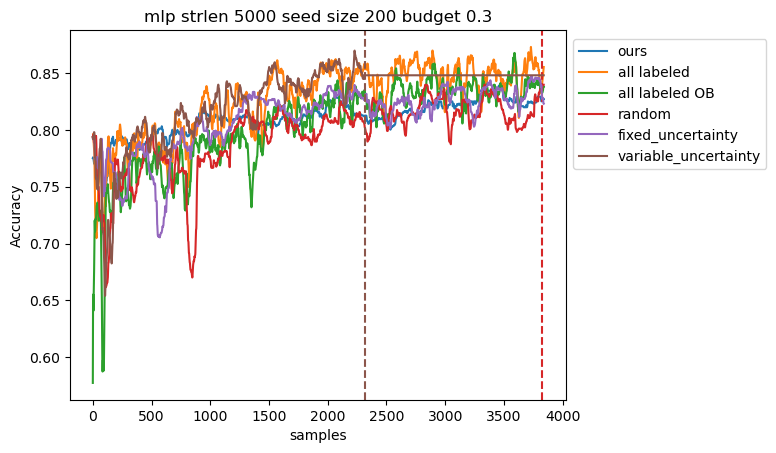 mlp strlen 5000 seed size 200 budget 0.3
ours
all labeled
all labeled OB
random
fixed_uncertainty
variable_uncertainty
0.85
0.80
0.75
0.70
0.65
0.60
Accuracy
0 500 1000 1500 2000 2500 3000 3500 4000
samples